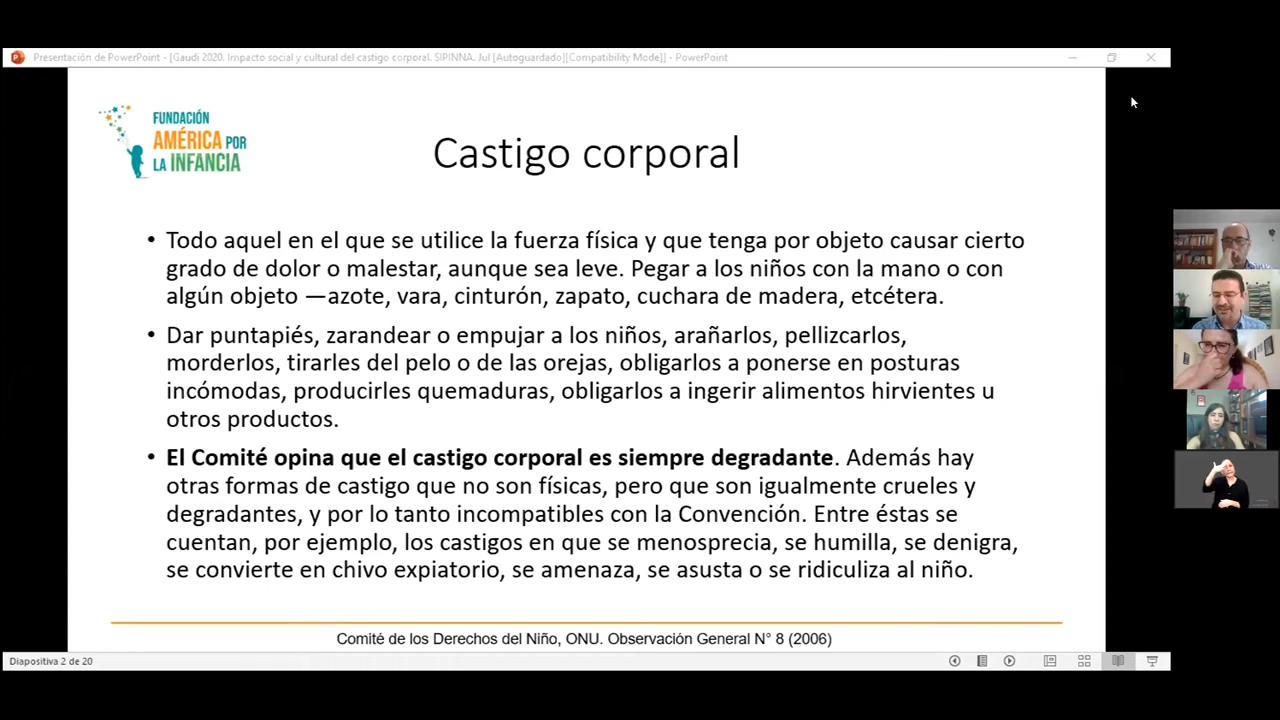 Presentación de PowerPoint - [Gaudi 2020. Impacto social y cultural del castigo corporal. SIPINNA. Jul [Autoguardado][Compatibility Mode]] - PowerPoint
FUNDACIÓN
AMÉRICA POR
LA INFANCIA
Castigo corporal
• Todo aquel en el que se utilice la fuerza física y que tenga por objeto causar cierto
grado de dolor o malestar, aunque sea leve. Pegar a los niños con la mano o con
algún objeto —azote, vara, cinturón, zapato, cuchara de madera, etcétera.
• Dar puntapiés, zarandear o empujar a los niños, arañarlos, pellizcarlos,
morderlos, tirarles del pelo o de las orejas, obligarlos a ponerse en posturas
incómodas, producirles quemaduras, obligarlos a ingerir alimentos hirvientes u
otros productos.
• El Comité opina que el castigo corporal es siempre degradante. Además hay
otras formas de castigo que no son físicas, pero que son igualmente crueles y
degradantes, y por lo tanto incompatibles con la Convención. Entre éstas se
cuentan, por ejemplo, los castigos en que se menosprecia, se humilla, se denigra,
se convierte en chivo expiatorio, se amenaza, se asusta o se ridiculiza al niño.
Comité de los Derechos del Niño, ONU. Observación General N° 8 (2006)
Diapositiva 2 de 20